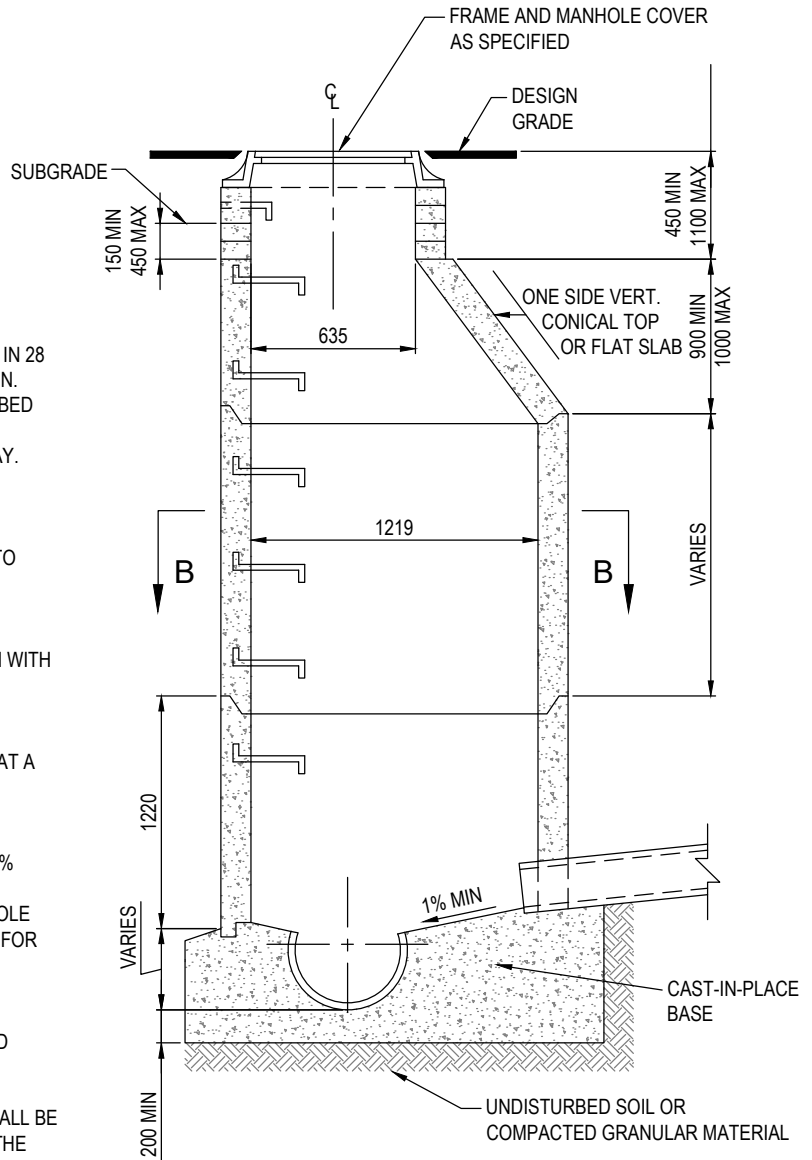 FRAME AND MANHOLE COVER
AS SPECIFIED
℄
DESIGN
GRADE
SUBGRADE
150 MIN
450 MAX
450 MIN
1100 MAX
ONE SIDE VERT.
CONICAL TOP
OR FLAT SLAB
900 MIN
1000 MAX
635
IN 28
N.
BED
AY.
1219
B
B
VARIES
TO
WITH
AT A
1220
%
OLE
FOR
1% MIN
VARIES
CAST-IN-PLACE
BASE
D
ALL BE
THE
200 MIN
UNDISTURBED SOIL OR
COMPACTED GRANULAR MATERIAL